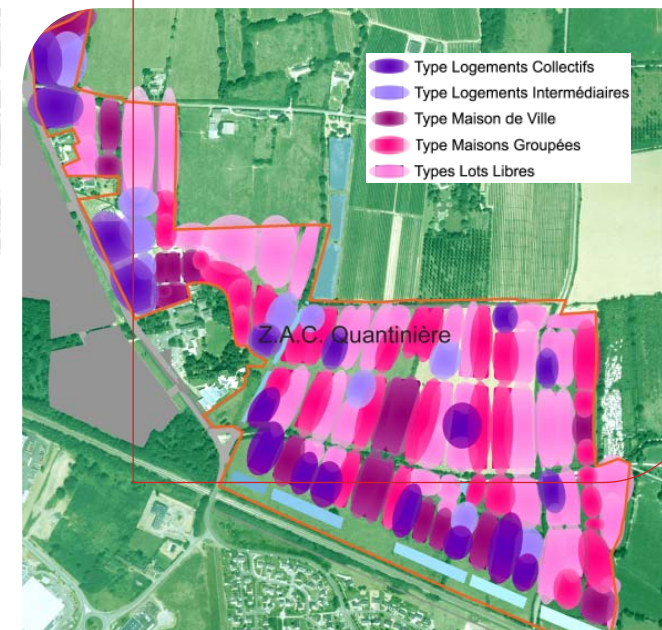 Type Logements Collectifs
Type Logements Intermédiaires
Type Maison de Ville
Type Maisons Groupées
Types Lots Libres
Z.A.C. Quantinière